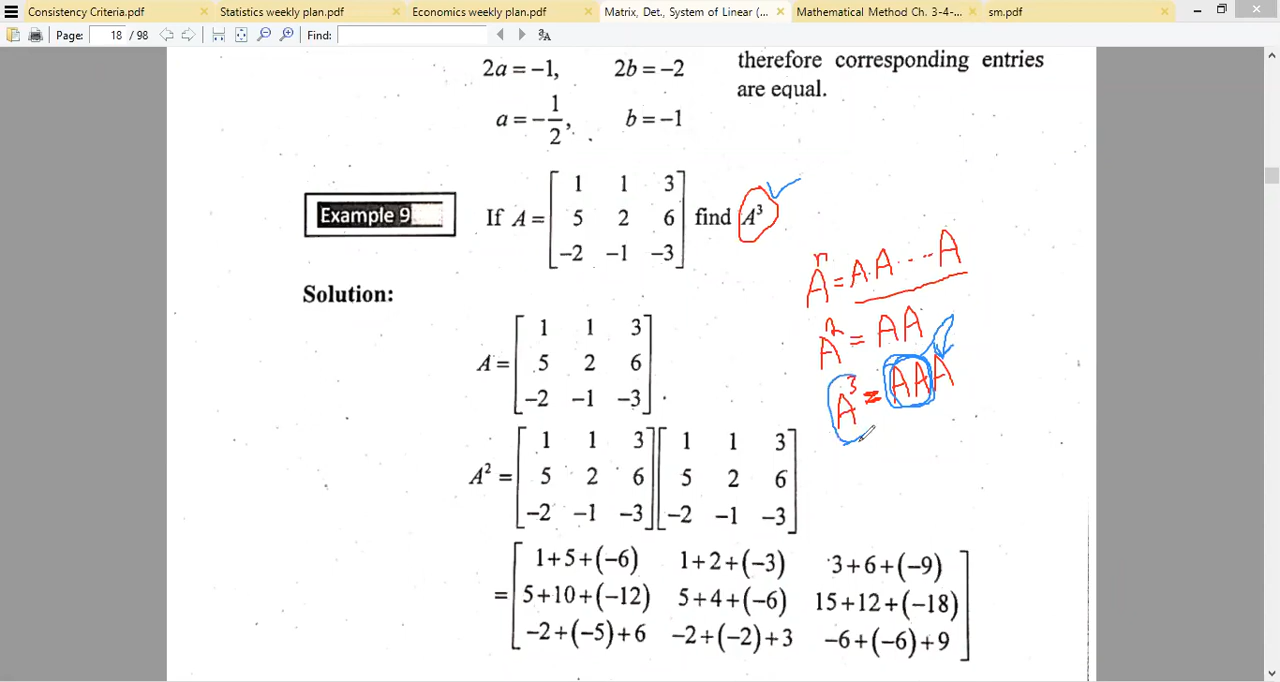 Consistency Criteria.pdf × Statistics weekly plan.pdf × Economics weekly plan.pdf × Matrix, Det., System of Linear (... × Mathematical Method Ch. 3-4-... × sm.pdf ×
Page: 18 / 98 Find:
2a = −1, 2b = −2
a = −1/2, b = −1
therefore corresponding entries
are equal.
Example 9
If A = [1 1 3; 5 2 6; −2 −1 −3] find A³
Aⁿ = A.A....A
Solution:
A² = AA
A = [1 1 3; 5 2 6; −2 −1 −3].
A³ = AAA
A² = [1 1 3; 5 2 6; −2 −1 −3] [1 1 3; 5 2 6; −2 −1 −3]
= [1+5+(−6) 1+2+(−3) 3+6+(−9)
5+10+(−12) 5+4+(−6) 15+12+(−18)
−2+(−5)+6 −2+(−2)+3 −6+(−6)+9]